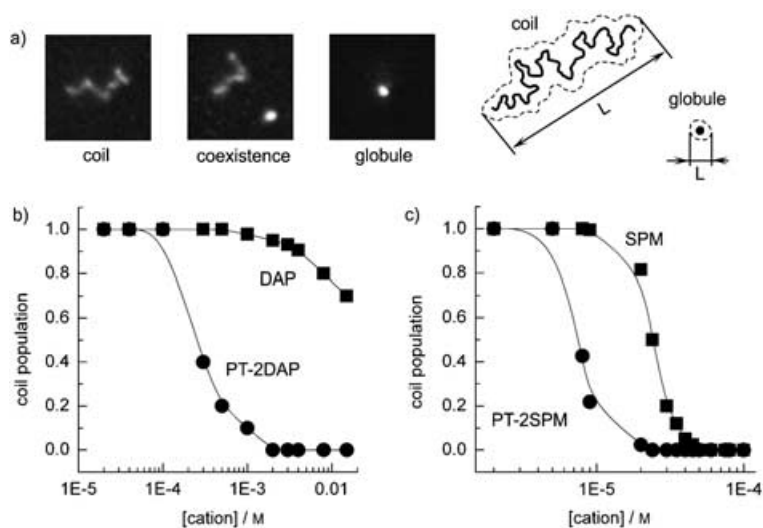 a)
coil
coexistence
globule
coil
L
globule
L
b)
1.0
0.8
0.6
0.4
0.2
0.0
coil population
DAP
PT-2DAP
1E-5
1E-4
1E-3
0.01
[cation] / M
c)
1.0
0.8
0.6
0.4
0.2
0.0
coil population
SPM
PT-2SPM
1E-5
1E-4
[cation] / M